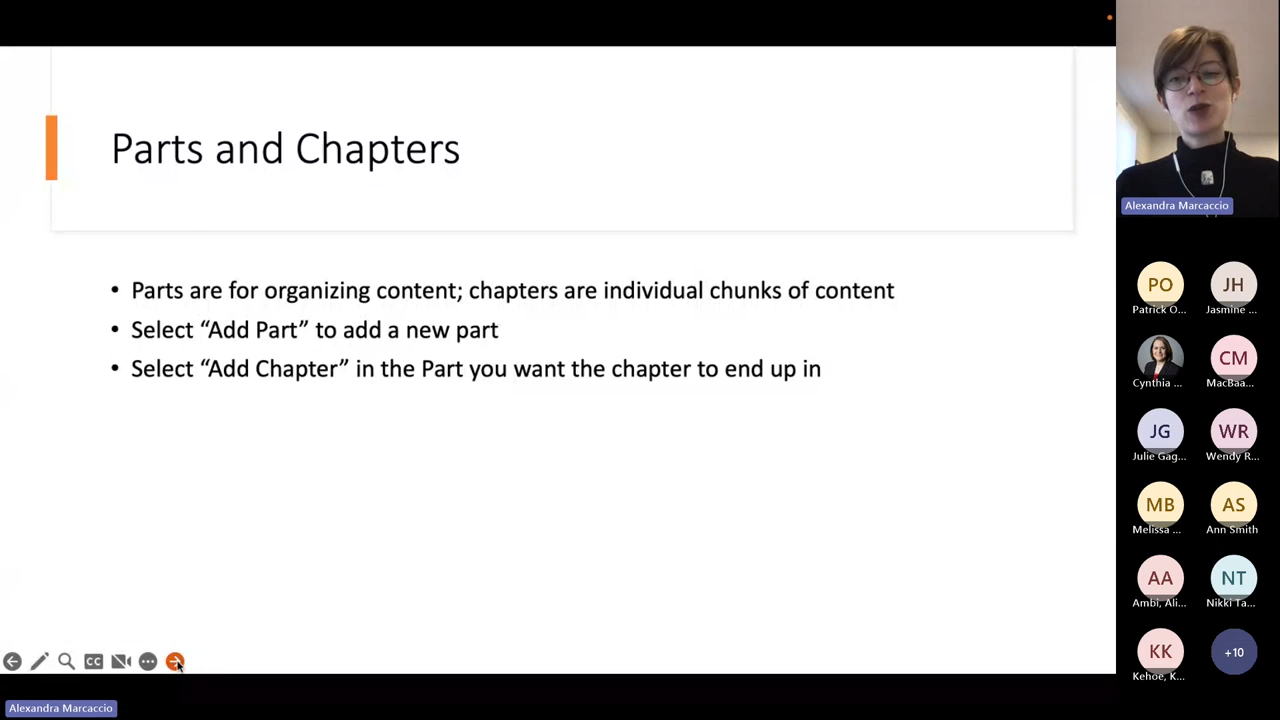 Parts and Chapters
• Parts are for organizing content; chapters are individual chunks of content
• Select “Add Part” to add a new part
• Select “Add Chapter” in the Part you want the chapter to end up in
CC
Alexandra Marcaccio
Alexandra Marcaccio
PO JH
Patrick O... Jasmine ...
CM
Cynthia ... MacBaa...
JG WR
Julie Gag... Wendy R...
MB AS
Melissa ... Ann Smith
AA NT
Ambi, Ali... Nikki Ta...
KK +10
Kehoe, K...